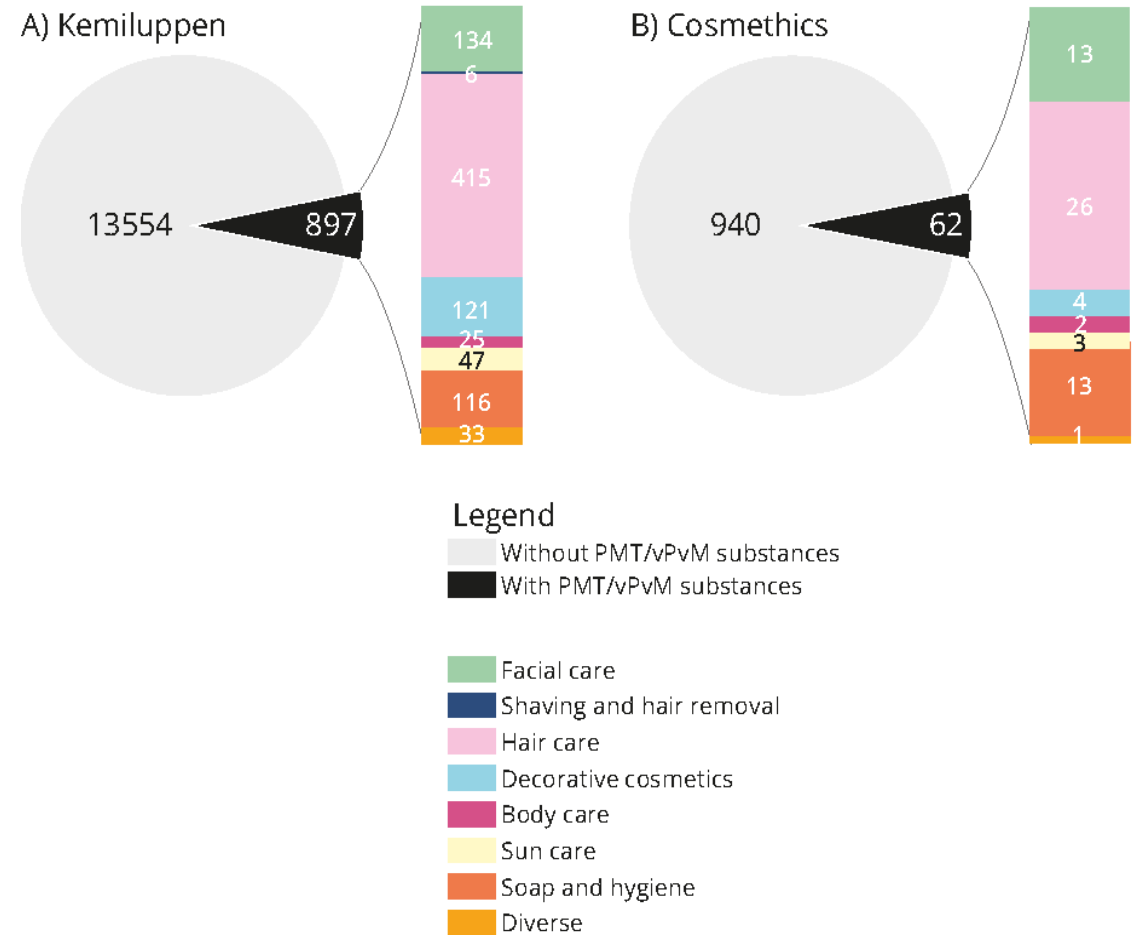 A) Kemiluppen
13554
897
134
6
415
121
25
47
116
33
B) Cosmethics
940
62
13
26
4
2
3
13
1
Legend
Without PMT/vPvM substances
With PMT/vPvM substances
Facial care
Shaving and hair removal
Hair care
Decorative cosmetics
Body care
Sun care
Soap and hygiene
Diverse